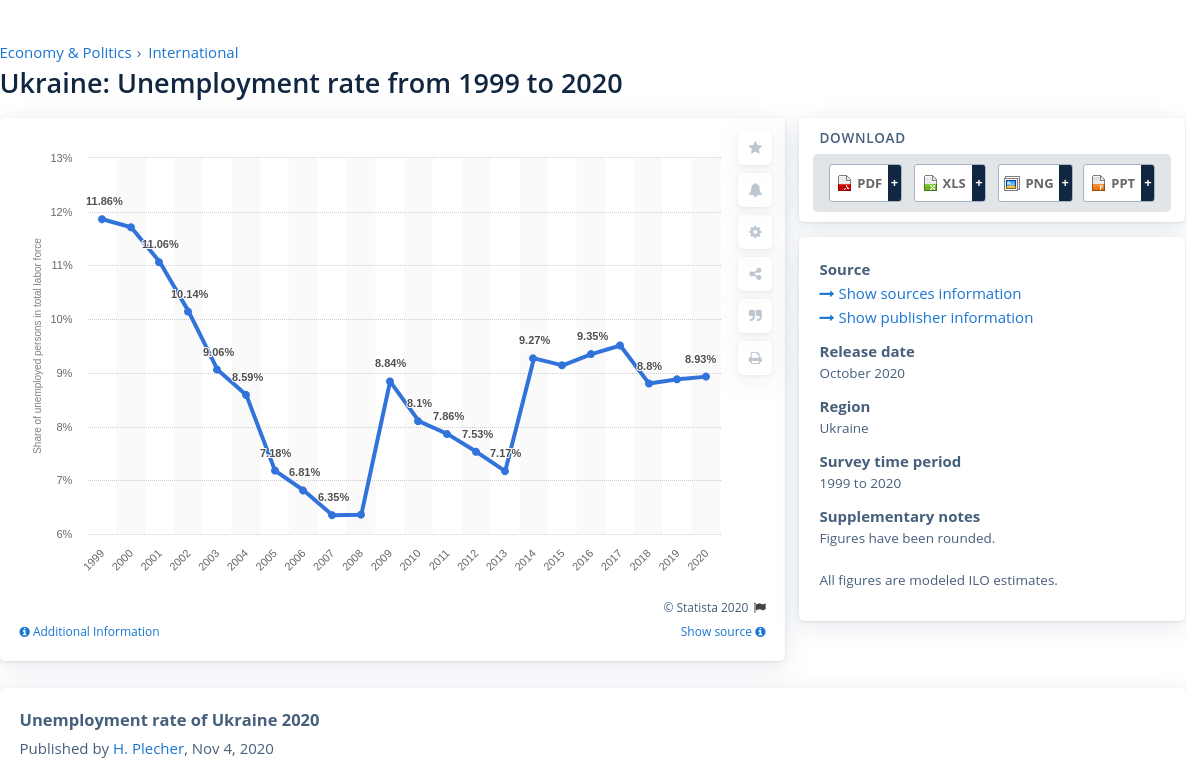 Economy & Politics › International
Ukraine: Unemployment rate from 1999 to 2020
Share of unemployed persons in total labor force
13%
12%
11%
10%
9%
8%
7%
6%
11.86%
11.06%
10.14%
9.06%
8.59%
7.18%
6.81%
6.35%
8.84%
8.1%
7.86%
7.53%
7.17%
9.27%
9.35%
8.8%
8.93%
1999 2000 2001 2002 2003 2004 2005 2006 2007 2008 2009 2010 2011 2012 2013 2014 2015 2016 2017 2018 2019 2020
© Statista 2020
Additional Information
Show source
DOWNLOAD
PDF + XLS + PNG + PPT +
Source
Show sources information
Show publisher information
Release date
October 2020
Region
Ukraine
Survey time period
1999 to 2020
Supplementary notes
Figures have been rounded.
All figures are modeled ILO estimates.
Unemployment rate of Ukraine 2020
Published by H. Plecher, Nov 4, 2020